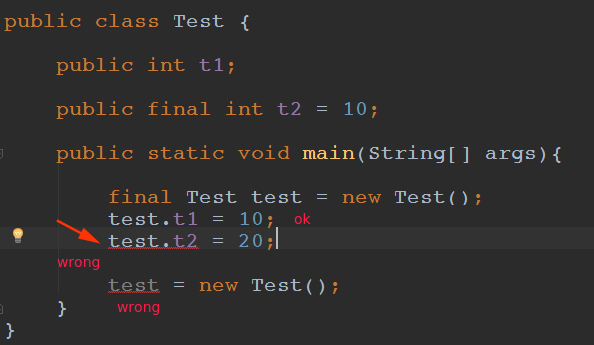 public class Test {
public int t1;
public final int t2 = 10;
public static void main(String[] args){
final Test test = new Test();
test.t1 = 10; ok
test.t2 = 20;
wrong
test = new Test();
} wrong
}